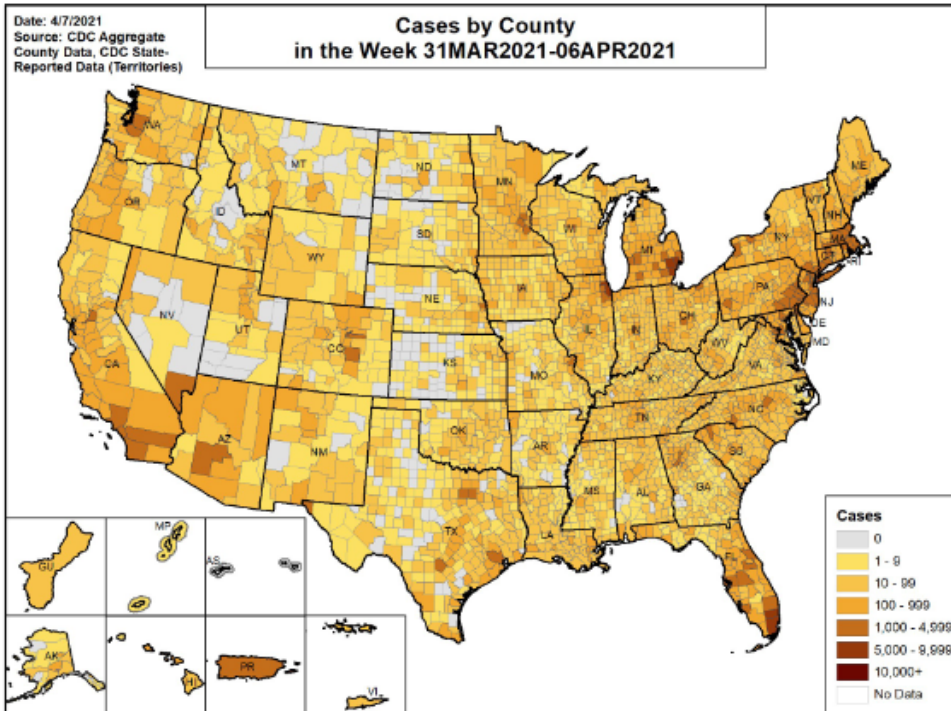 Date: 4/7/2021
Source: CDC Aggregate
County Data, CDC State-
Reported Data (Territories)
Cases by County
in the Week 31MAR2021-06APR2021
WA
MT
ND
MN
ME
OR
ID
SD
WI
MI
VT
NH
NY
MA
CT
RI
WY
IA
PA
NJ
NE
NV
UT
CO
IL
IN
OH
DE
MD
WV
VA
CA
KS
MO
KY
NC
TN
AZ
NM
OK
AR
SC
MS
AL
GA
TX
LA
FL
GU
MP
AS
AK
HI
PR
VI
Cases
0
1 - 9
10 - 99
100 - 999
1,000 - 4,999
5,000 - 9,999
10,000+
No Data